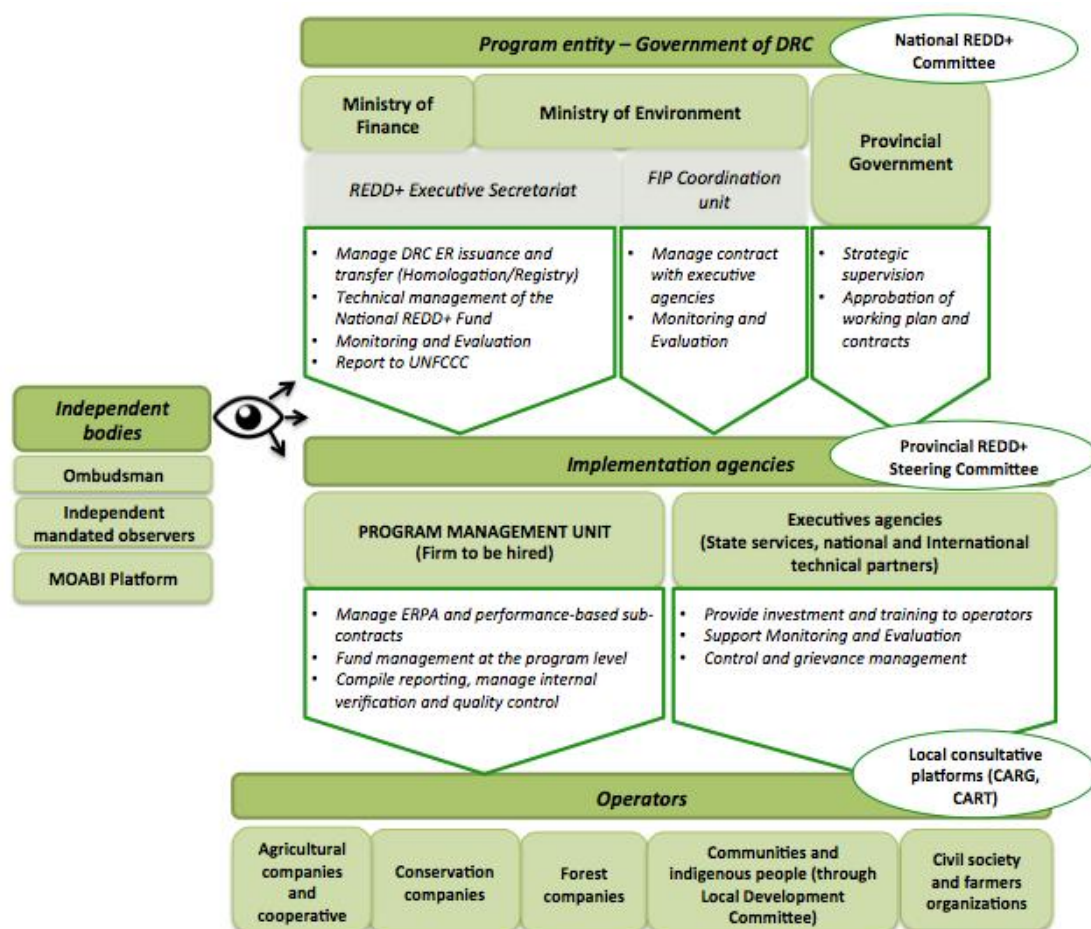 Program entity – Government of DRC
National REDD+
Committee
Ministry of
Finance
Ministry of Environment
Provincial
Government
REDD+ Executive Secretariat
FIP Coordination
unit
• Manage DRC ER issuance and
transfer (Homologation/Registry)
• Technical management of the
National REDD+ Fund
• Monitoring and Evaluation
• Report to UNFCCC
• Manage contract
with executive
agencies
• Monitoring and
Evaluation
• Strategic
supervision
• Approbation of
working plan and
contracts
Independent
bodies
Ombudsman
Independent
mandated observers
MOABI Platform
Implementation agencies
Provincial REDD+
Steering Committee
PROGRAM MANAGEMENT UNIT
(Firm to be hired)
Executives agencies
(State services, national and International
technical partners)
• Manage ERPA and performance-based sub-
contracts
• Fund management at the program level
• Compile reporting, manage internal
verification and quality control
• Provide investment and training to operators
• Support Monitoring and Evaluation
• Control and grievance management
Local consultative
platforms (CARG,
CART)
Operators
Agricultural
companies
and
cooperative
Conservation
companies
Forest
companies
Communities and
indigenous people (through
Local Development
Committee)
Civil society
and farmers
organizations